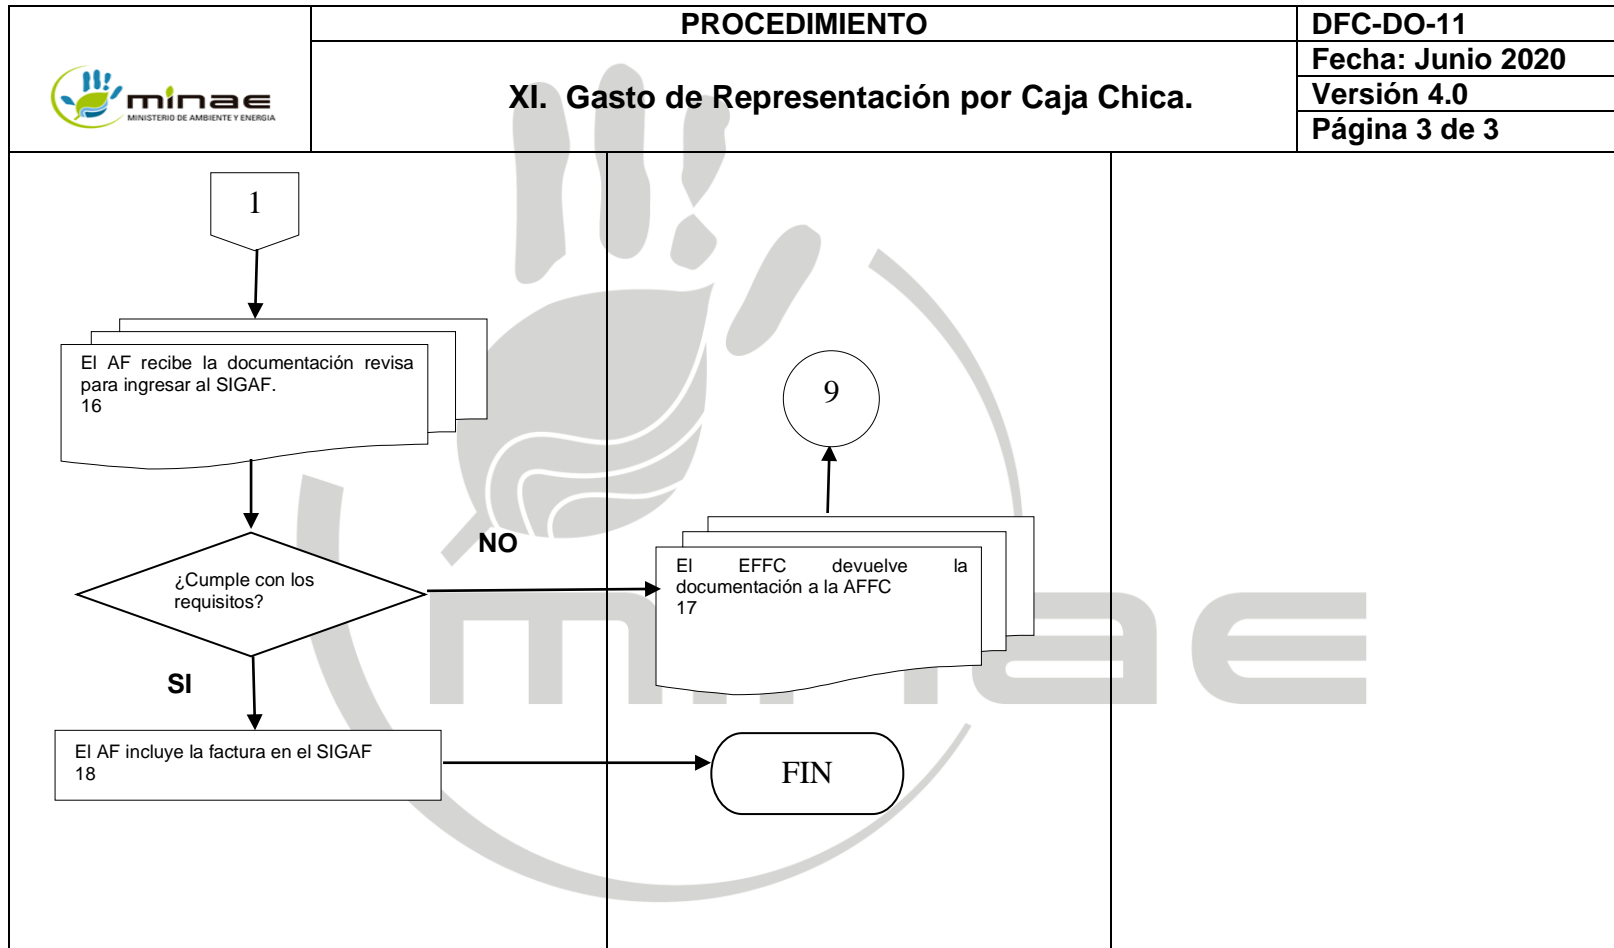 PROCEDIMIENTO
DFC-DO-11
Fecha: Junio 2020
minae
MINISTERIO DE AMBIENTE Y ENERGIA
XI. Gasto de Representación por Caja Chica.
Versión 4.0
Página 3 de 3
1
El AF recibe la documentación revisa
para ingresar al SIGAF.
16
9
NO
¿Cumple con los
requisitos?
El EFFC devuelve la
documentación a la AFFC
17
minae
SI
El AF incluye la factura en el SIGAF
18
FIN